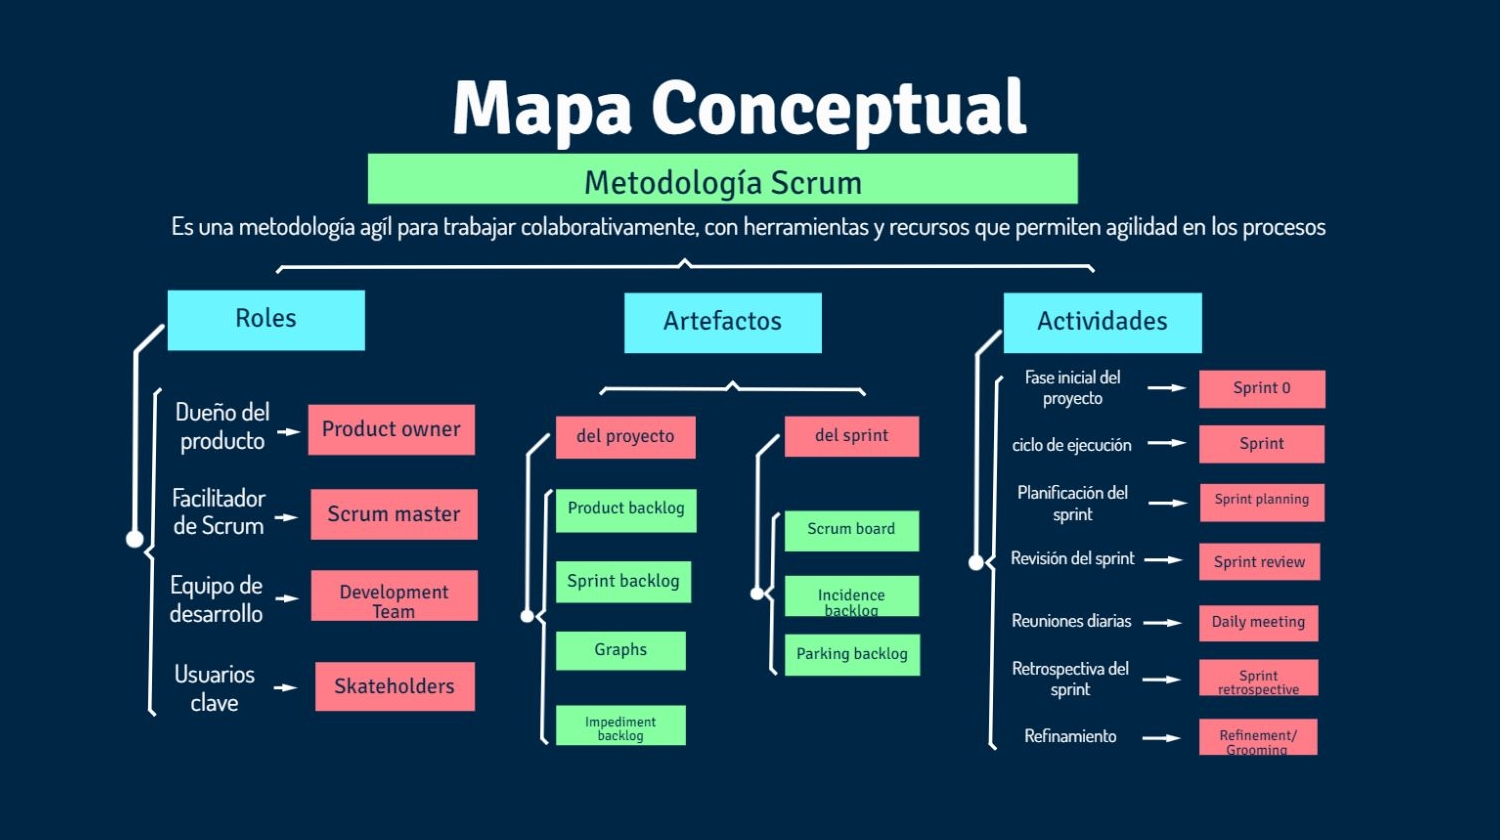 Mapa Conceptual
Metodología Scrum
Es una metodología agíl para trabajar colaborativamente, con herramientas y recursos que permiten agilidad en los procesos
Roles
Dueño del
producto
Product owner
Facilitador
de Scrum
Scrum master
Equipo de
desarrollo
Development
Team
Usuarios
clave
Skateholders
Artefactos
del proyecto
Product backlog
Sprint backlog
Graphs
Impediment
backlog
del sprint
Scrum board
Incidence
backlog
Parking backlog
Actividades
Fase inicial del
proyecto
Sprint 0
ciclo de ejecución
Sprint
Planificación del
sprint
Sprint planning
Revisión del sprint
Sprint review
Reuniones diarias
Daily meeting
Retrospectiva del
sprint
Sprint
retrospective
Refinamiento
Refinement/
Grooming